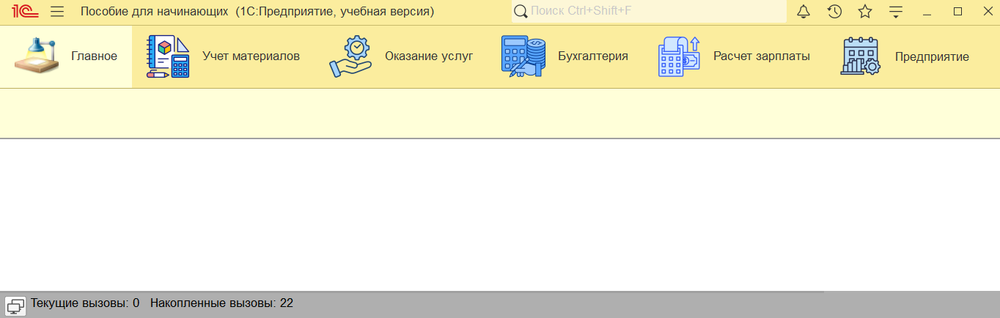 1С Пособие для начинающих (1С:Предприятие, учебная версия) Поиск Ctrl+Shift+F
Главное Учет материалов Оказание услуг Бухгалтерия Расчет зарплаты Предприятие
Текущие вызовы: 0 Накопленные вызовы: 22